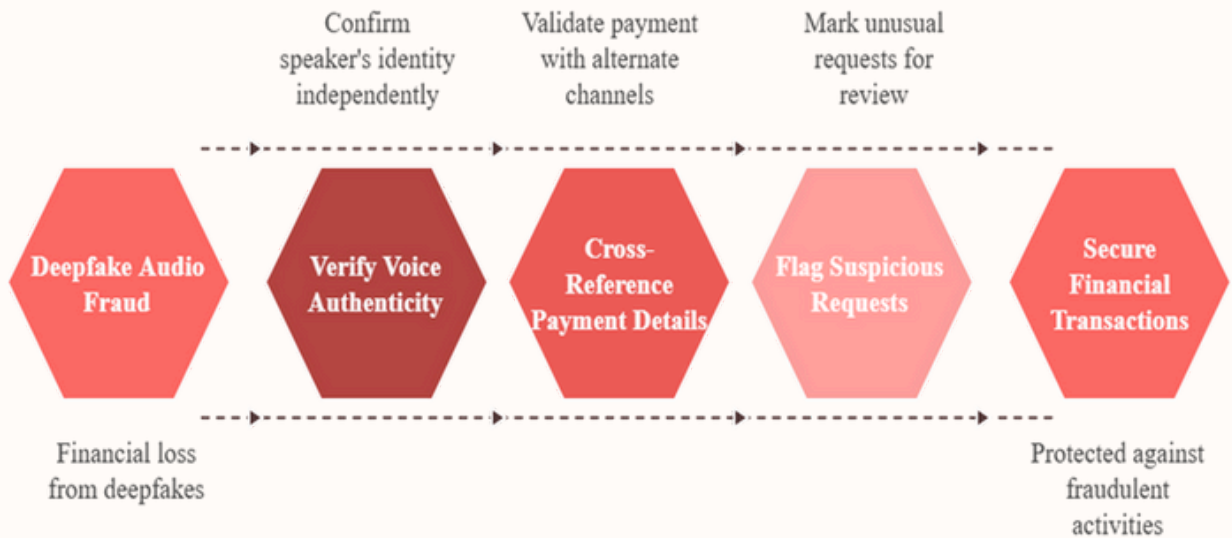 Confirm
speaker's identity
independently
Validate payment
with alternate
channels
Mark unusual
requests for
review
Deepfake Audio
Fraud
Verify Voice
Authenticity
Cross-
Reference
Payment Details
Flag Suspicious
Requests
Secure
Financial
Transactions
Financial loss
from deepfakes
Protected against
fraudulent
activities